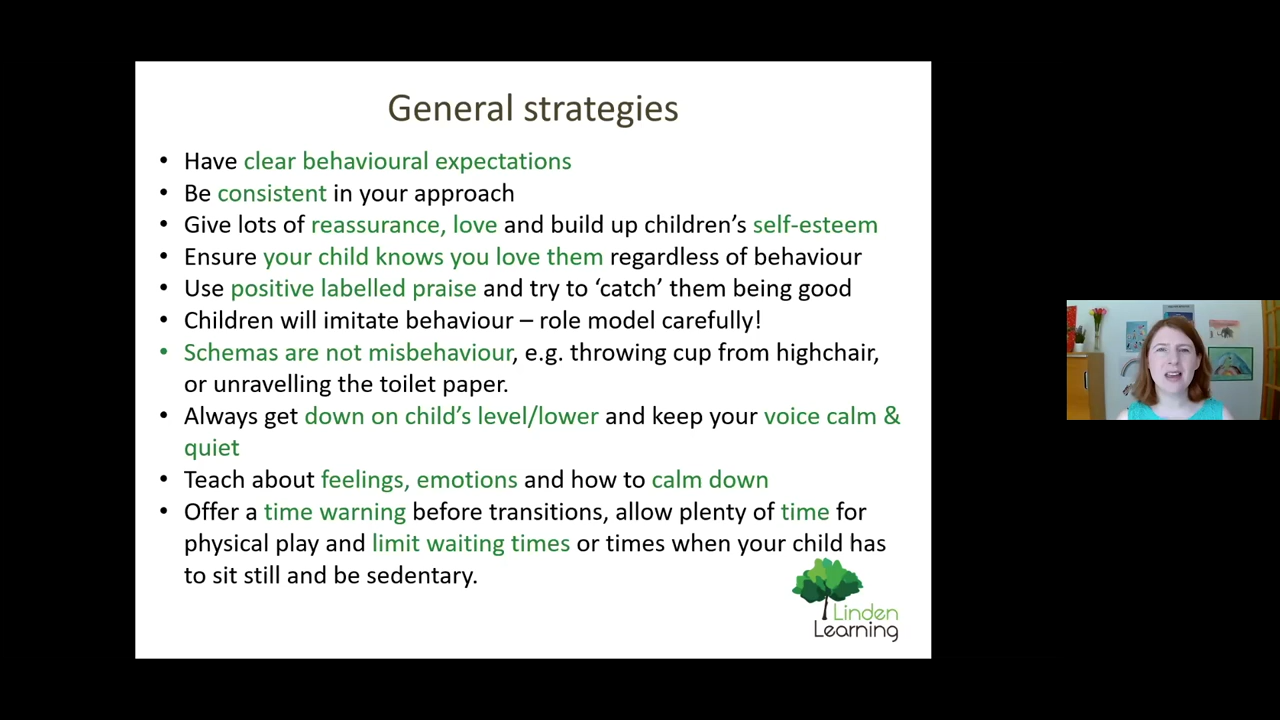 General strategies
• Have clear behavioural expectations
• Be consistent in your approach
• Give lots of reassurance, love and build up children’s self-esteem
• Ensure your child knows you love them regardless of behaviour
• Use positive labelled praise and try to ‘catch’ them being good
• Children will imitate behaviour – role model carefully!
• Schemas are not misbehaviour, e.g. throwing cup from highchair,
or unravelling the toilet paper.
• Always get down on child’s level/lower and keep your voice calm &
quiet
• Teach about feelings, emotions and how to calm down
• Offer a time warning before transitions, allow plenty of time for
physical play and limit waiting times or times when your child has
to sit still and be sedentary.
Linden
Learning